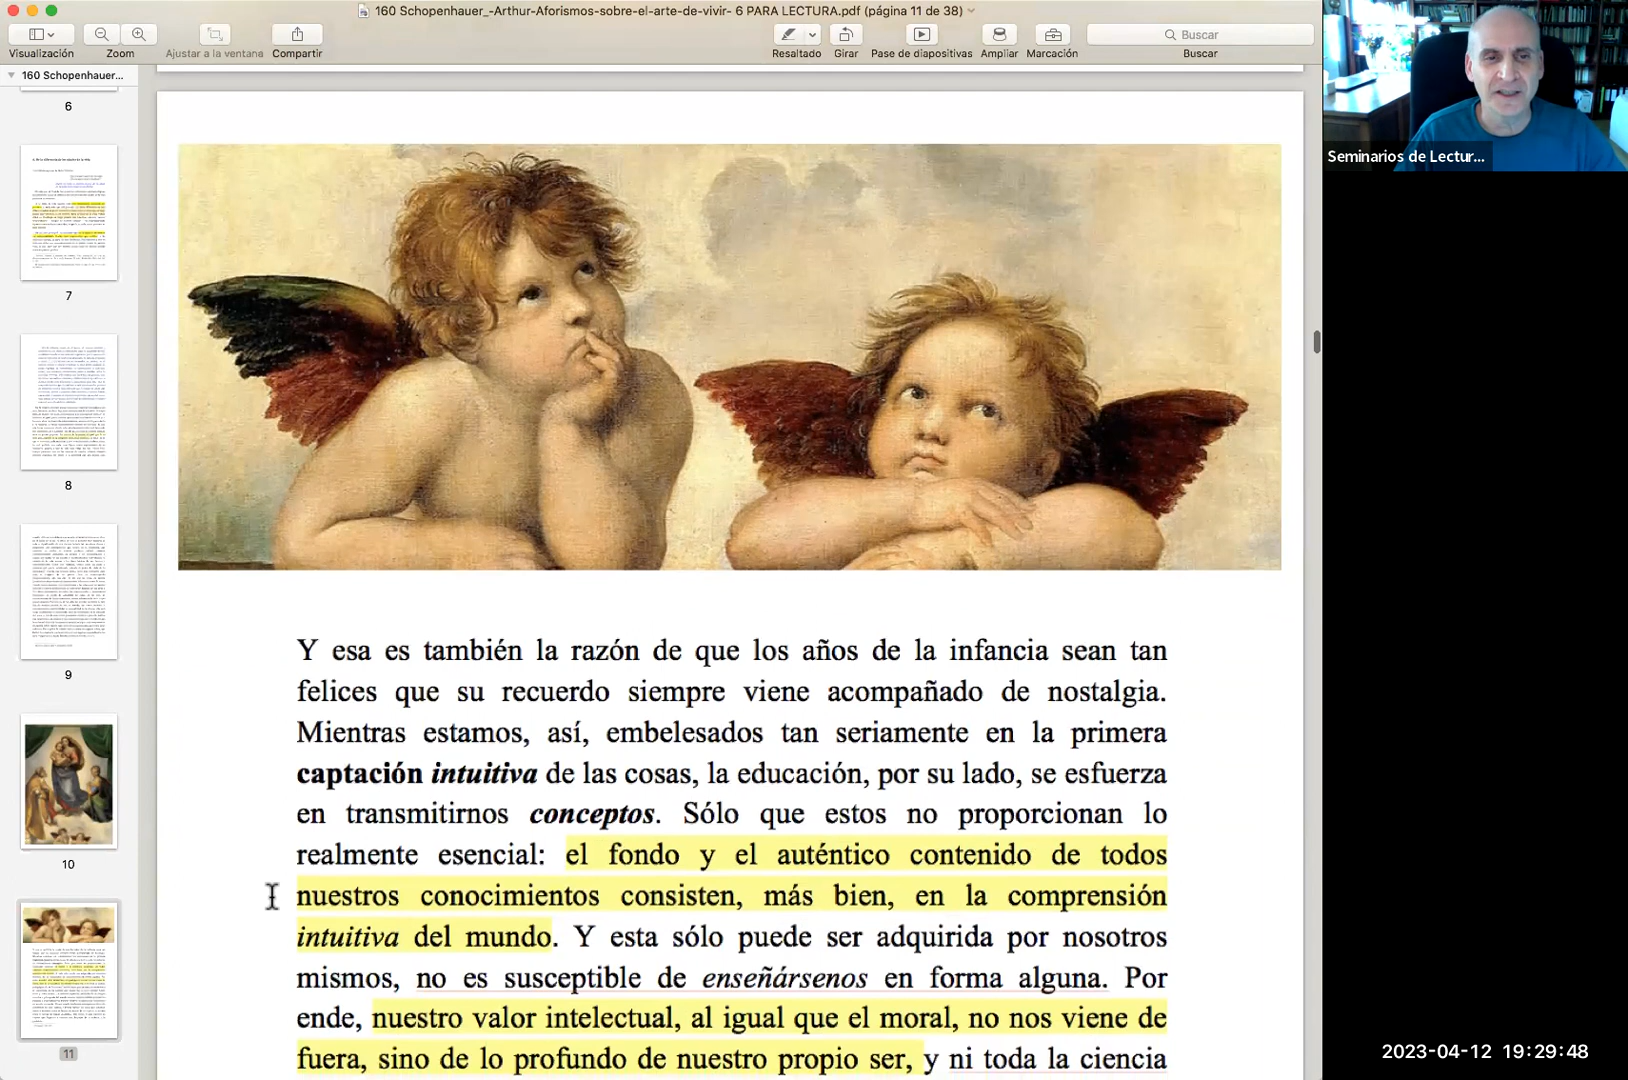 160 Schopenhauer_-Arthur-Aforismos-sobre-el-arte-de-vivir- 6 PARA LECTURA.pdf (página 11 de 38)
Buscar
Visualización Zoom Ajustar a la ventana Compartir Resaltado Girar Pase de diapositivas Ampliar Marcación Buscar
160 Schopenhauer...
6
7
8
9
10
11
Seminarios de Lectur...
Y esa es también la razón de que los años de la infancia sean tan
felices que su recuerdo siempre viene acompañado de nostalgia.
Mientras estamos, así, embelesados tan seriamente en la primera
captación intuitiva de las cosas, la educación, por su lado, se esfuerza
en transmitirnos conceptos. Sólo que estos no proporcionan lo
realmente esencial: el fondo y el auténtico contenido de todos
nuestros conocimientos consisten, más bien, en la comprensión
intuitiva del mundo. Y esta sólo puede ser adquirida por nosotros
mismos, no es susceptible de enseñársenos en forma alguna. Por
ende, nuestro valor intelectual, al igual que el moral, no nos viene de
fuera, sino de lo profundo de nuestro propio ser, y ni toda la ciencia
2023-04-12 19:29:48